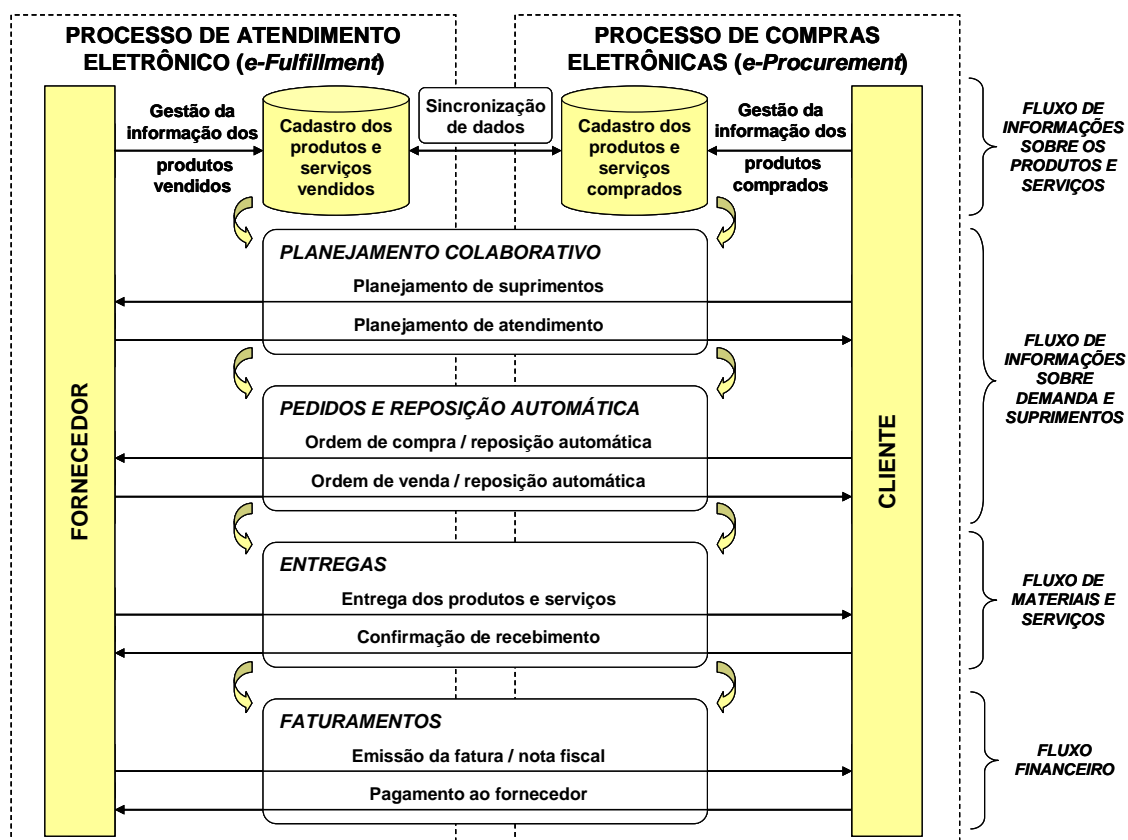 PROCESSO DE ATENDIMENTO
ELETRÔNICO (e-Fulfillment)
PROCESSO DE COMPRAS
ELETRÔNICAS (e-Procurement)
Gestão da
informação dos
produtos
vendidos
Cadastro dos
produtos e
serviços
vendidos
Sincronização
de dados
Cadastro dos
produtos e
serviços
comprados
Gestão da
informação dos
produtos
comprados
FLUXO DE
INFORMAÇÕES
SOBRE OS
PRODUTOS E
SERVIÇOS
FORNECEDOR
PLANEJAMENTO COLABORATIVO
Planejamento de suprimentos
Planejamento de atendimento
PEDIDOS E REPOSIÇÃO AUTOMÁTICA
Ordem de compra / reposição automática
Ordem de venda / reposição automática
CLIENTE
FLUXO DE
INFORMAÇÕES
SOBRE
DEMANDA E
SUPRIMENTOS
ENTREGAS
Entrega dos produtos e serviços
Confirmação de recebimento
FLUXO DE
MATERIAIS E
SERVIÇOS
FATURAMENTOS
Emissão da fatura / nota fiscal
Pagamento ao fornecedor
FLUXO
FINANCEIRO